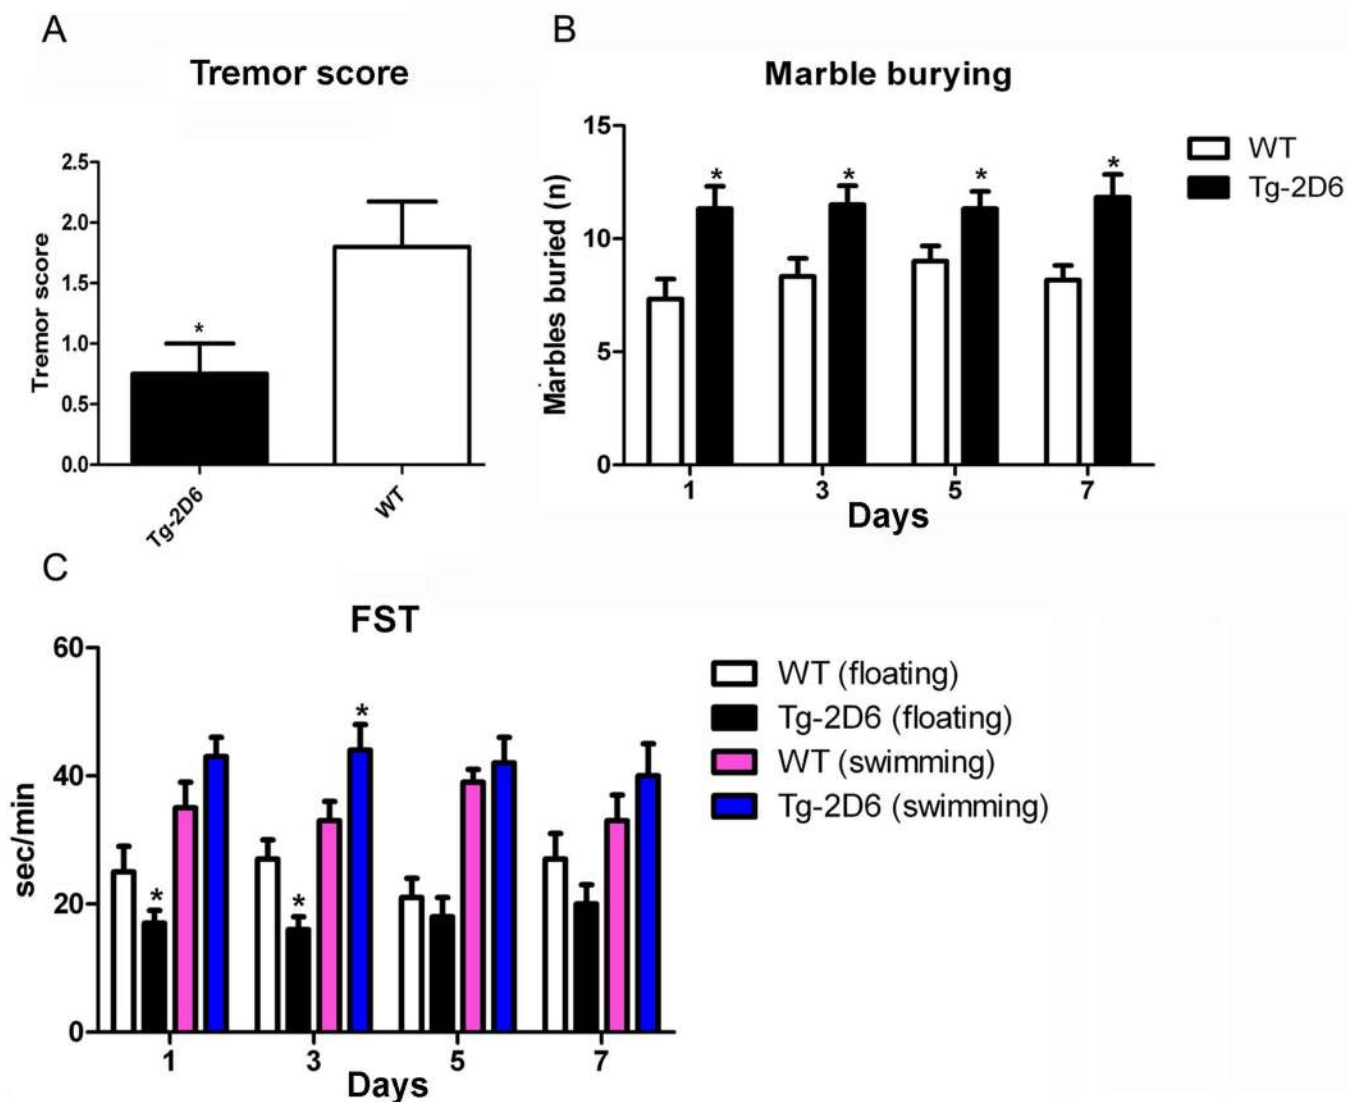 A
Tremor score
Tremor score
2.5
2.0
1.5
1.0
0.5
0.0
*
Tg-2D6
WT
B
Marble burying
Marbles buried (n)
15
10
5
0
* * * *
1 3 5 7
Days
WT
Tg-2D6
C
FST
sec/min
60
40
20
0
*
* *
1 3 5 7
Days
WT (floating)
Tg-2D6 (floating)
WT (swimming)
Tg-2D6 (swimming)